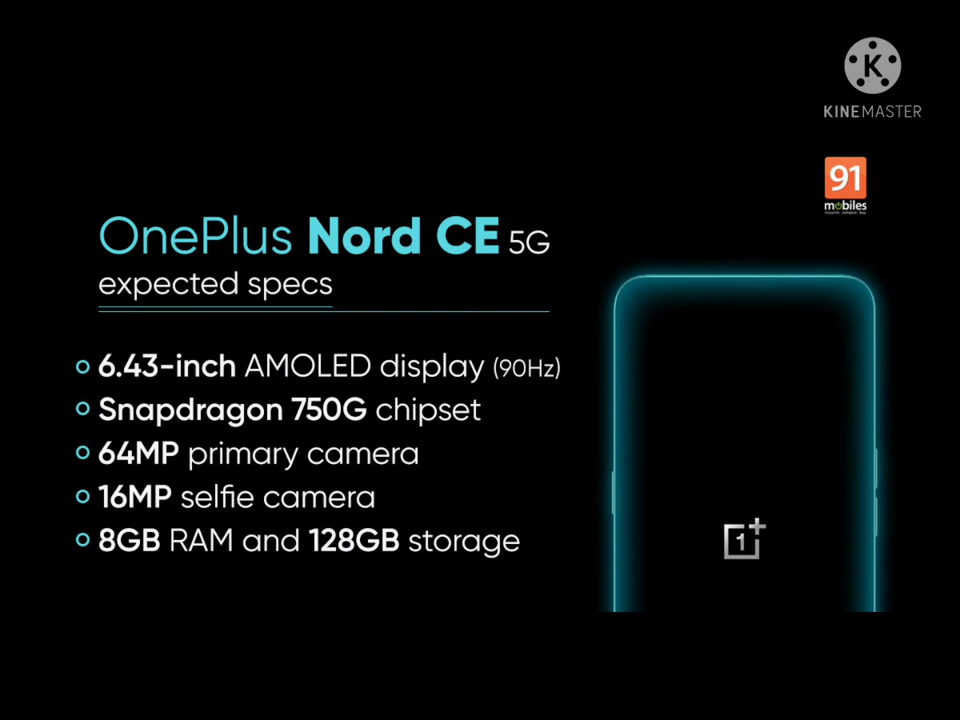 K
KINEMASTER
91
mobiles
OnePlus Nord CE 5G
expected specs
6.43-inch AMOLED display (90Hz)
Snapdragon 750G chipset
64MP primary camera
16MP selfie camera
8GB RAM and 128GB storage
1+